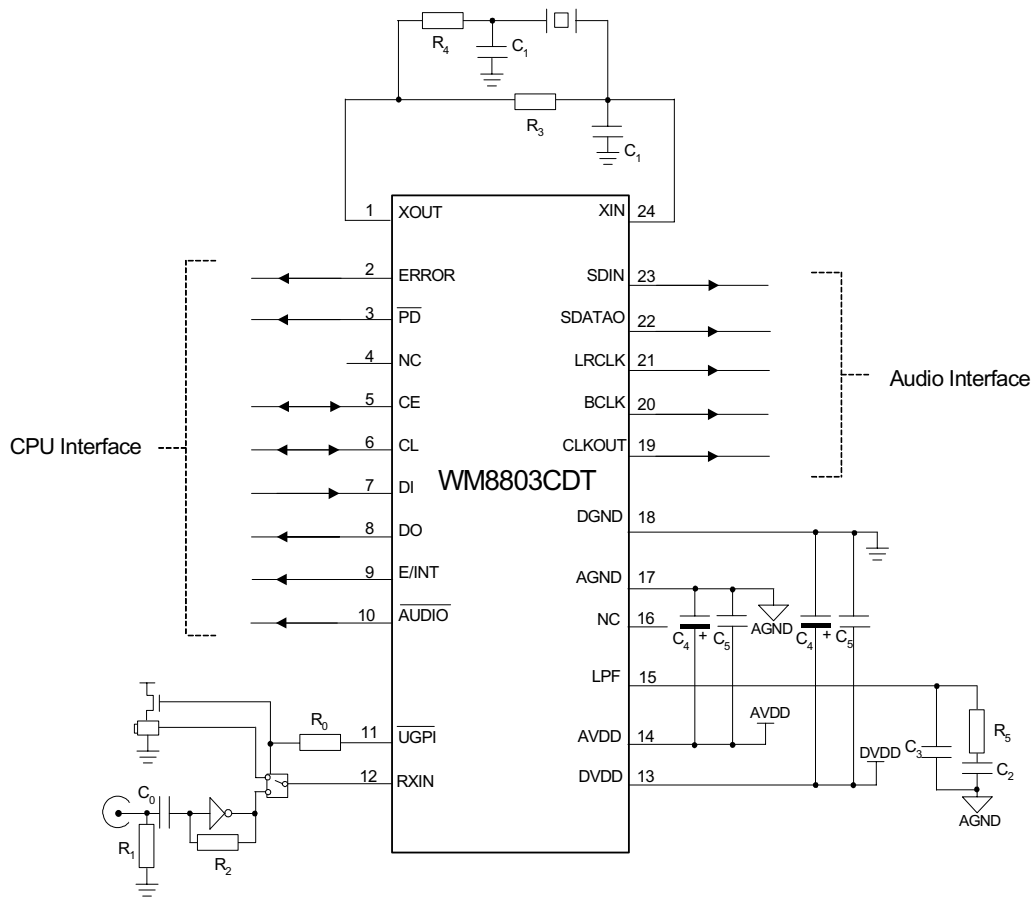 R4
C1
R3
C1
1 XOUT XIN 24
2 ERROR SDIN 23
3 PD SDATAO 22
4 NC LRCLK 21
5 CE BCLK 20
6 CL CLKOUT 19
CPU Interface
Audio Interface
WM8803CDT
7 DI
8 DO DGND 18
9 E/INT AGND 17
10 AUDIO NC 16
C4 + C5 AGND C4 + C5
LPF 15
R0 11 UGPI AVDD 14 AVDD
12 RXIN DVDD 13 DVDD
C3 R5
C2
AGND
C0
R1 R2